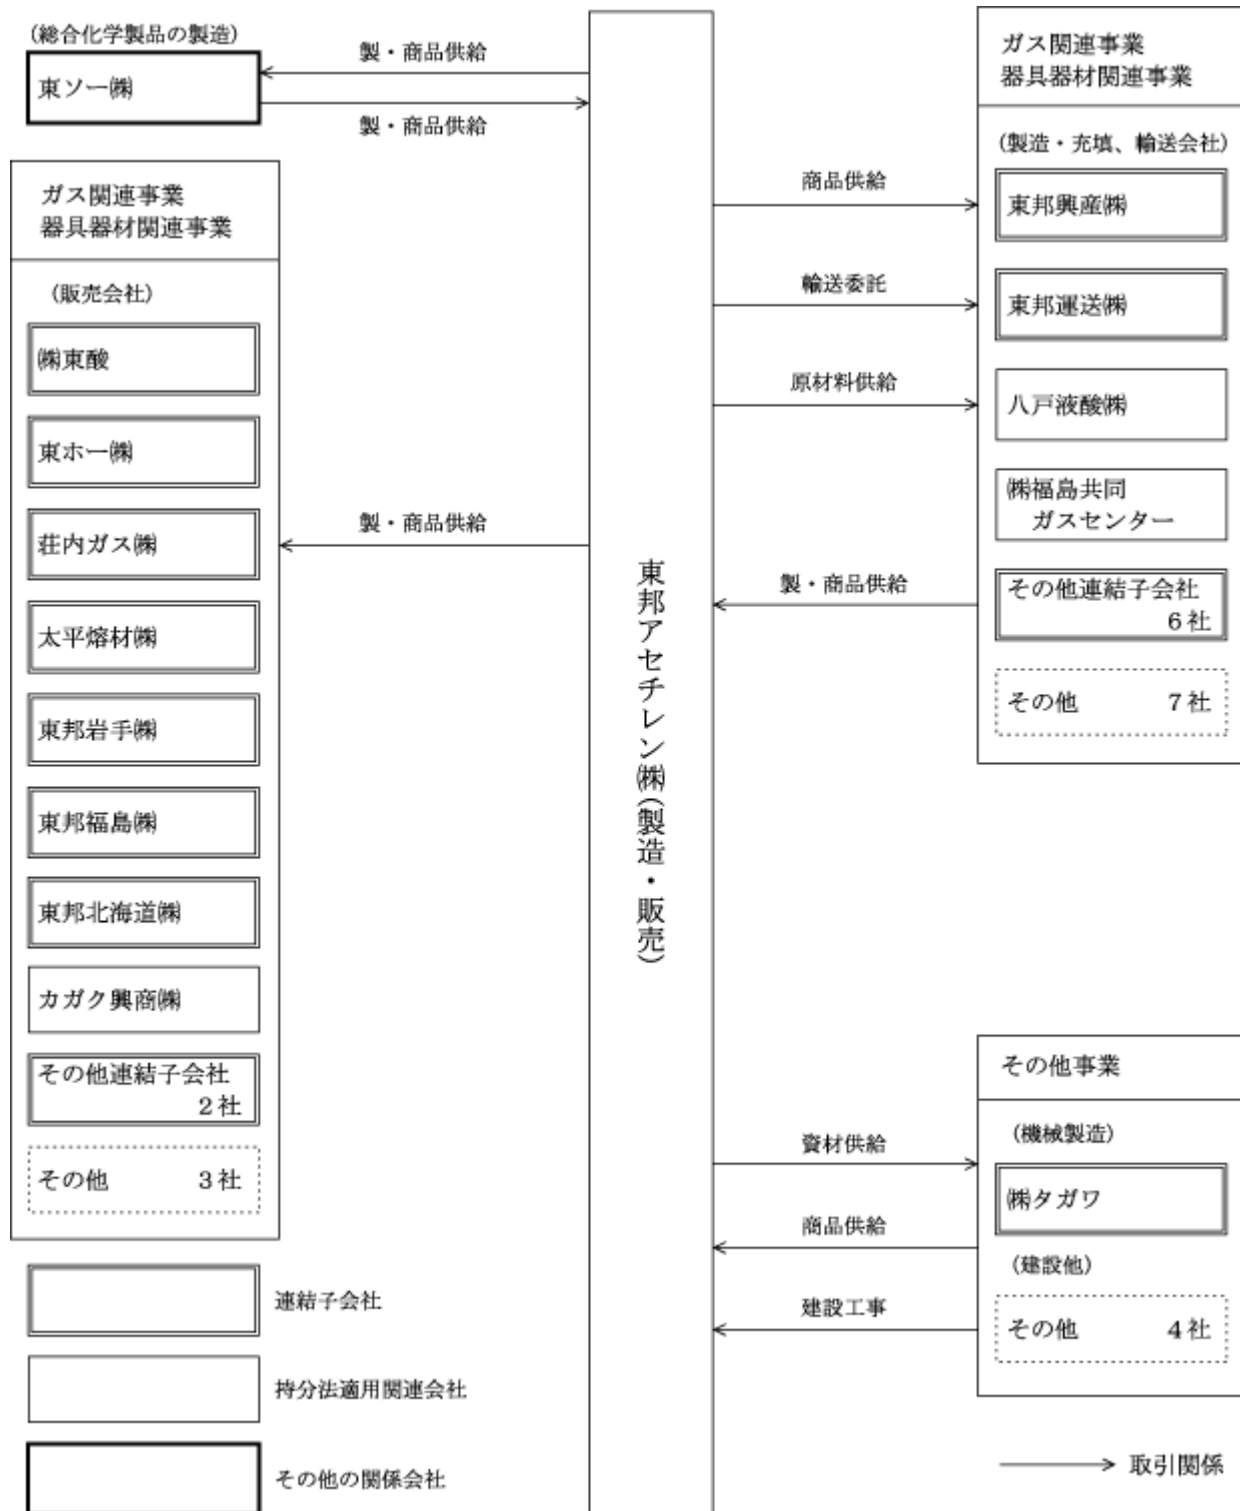 (総合化学製品の製造)
東ソー㈱
製・商品供給
製・商品供給
ガス関連事業
器具器材関連事業
(販売会社)
㈱東酸
東ホー㈱
荘内ガス㈱
太平熔材㈱
東邦岩手㈱
東邦福島㈱
東邦北海道㈱
カガク興商㈱
その他連結子会社
2社
その他 3社
製・商品供給
東邦アセチレン㈱(製造・販売)
商品供給
輸送委託
原材料供給
製・商品供給
ガス関連事業
器具器材関連事業
(製造・充填、輸送会社)
東邦興産㈱
東邦運送㈱
八戸液酸㈱
㈱福島共同
ガスセンター
その他連結子会社
6社
その他 7社
資材供給
商品供給
建設工事
その他事業
(機械製造)
㈱タガワ
(建設他)
その他 4社
連結子会社
持分法適用関連会社
その他の関係会社
取引関係